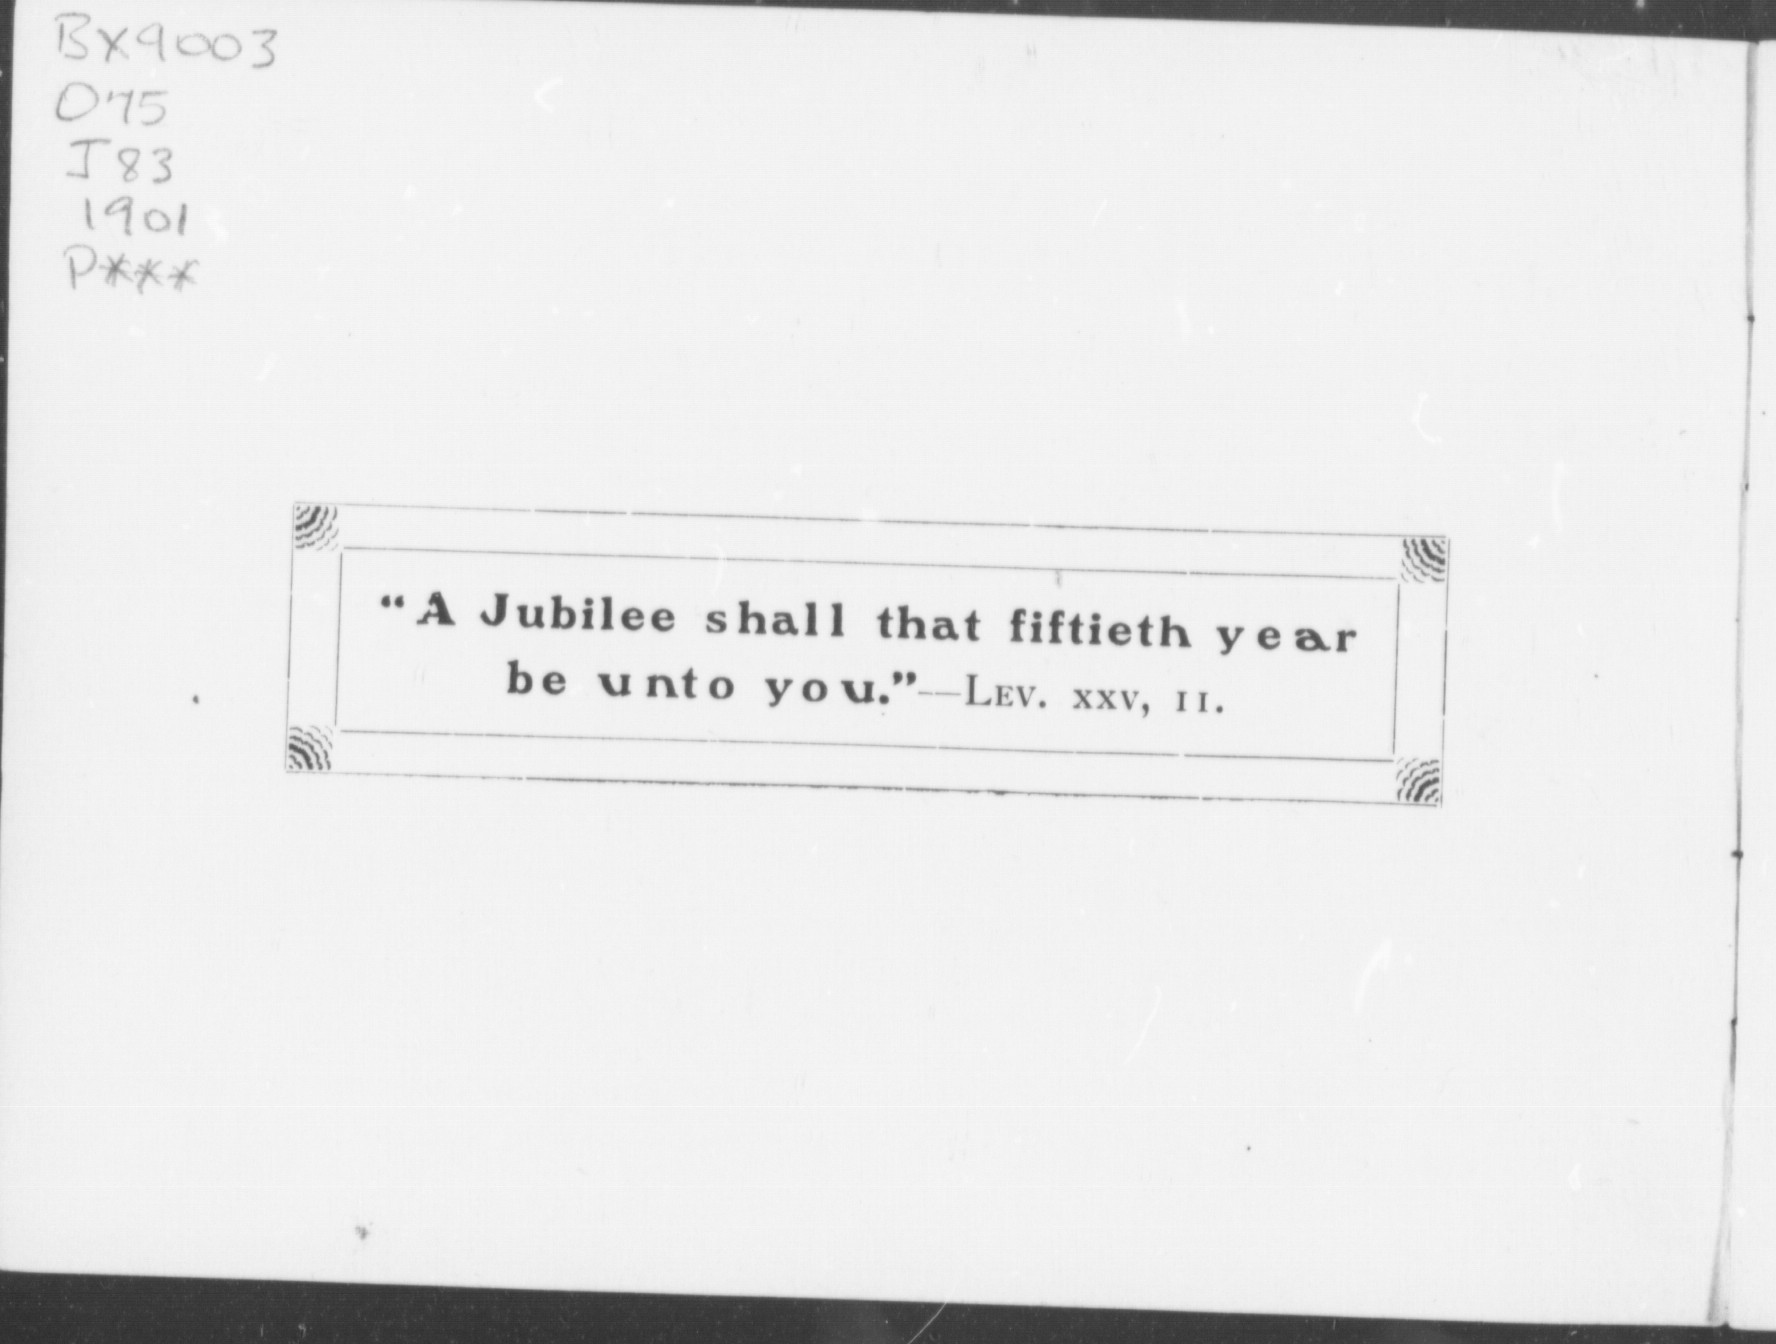 BX9003
O75
J83
1901
P***
“A Jubilee shall that fiftieth year
be unto you.”—LEV. XXV, 11.